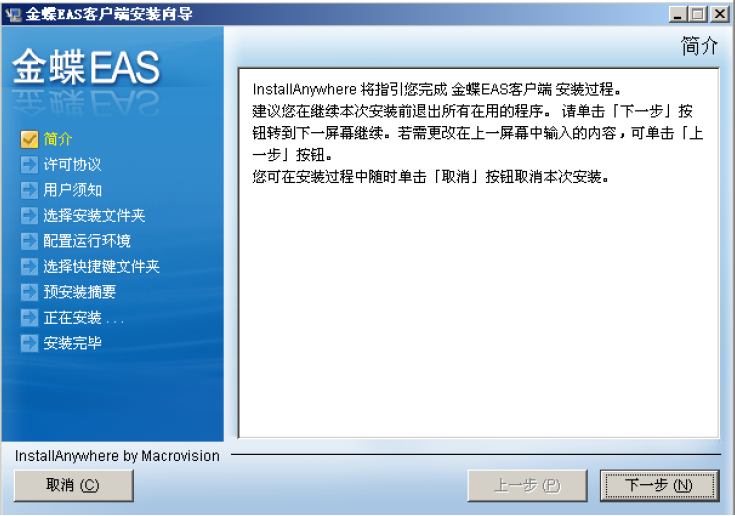 金蝶EAS客户端安装向导
金蝶EAS
简介
许可协议
用户须知
选择安装文件夹
配置运行环境
选择快捷键文件夹
预安装摘要
正在安装 . . .
安装完毕
简介
InstallAnywhere 将指引您完成 金蝶EAS客户端 安装过程。
建议您在继续本次安装前退出所有在用的程序。 请单击「下一步」按
钮转到下一屏幕继续。若需更改在上一屏幕中输入的内容，可单击「上
一步」按钮。
您可在安装过程中随时单击「取消」按钮取消本次安装。
InstallAnywhere by Macrovision
取消 (C)
上一步 (P)
下一步 (N)